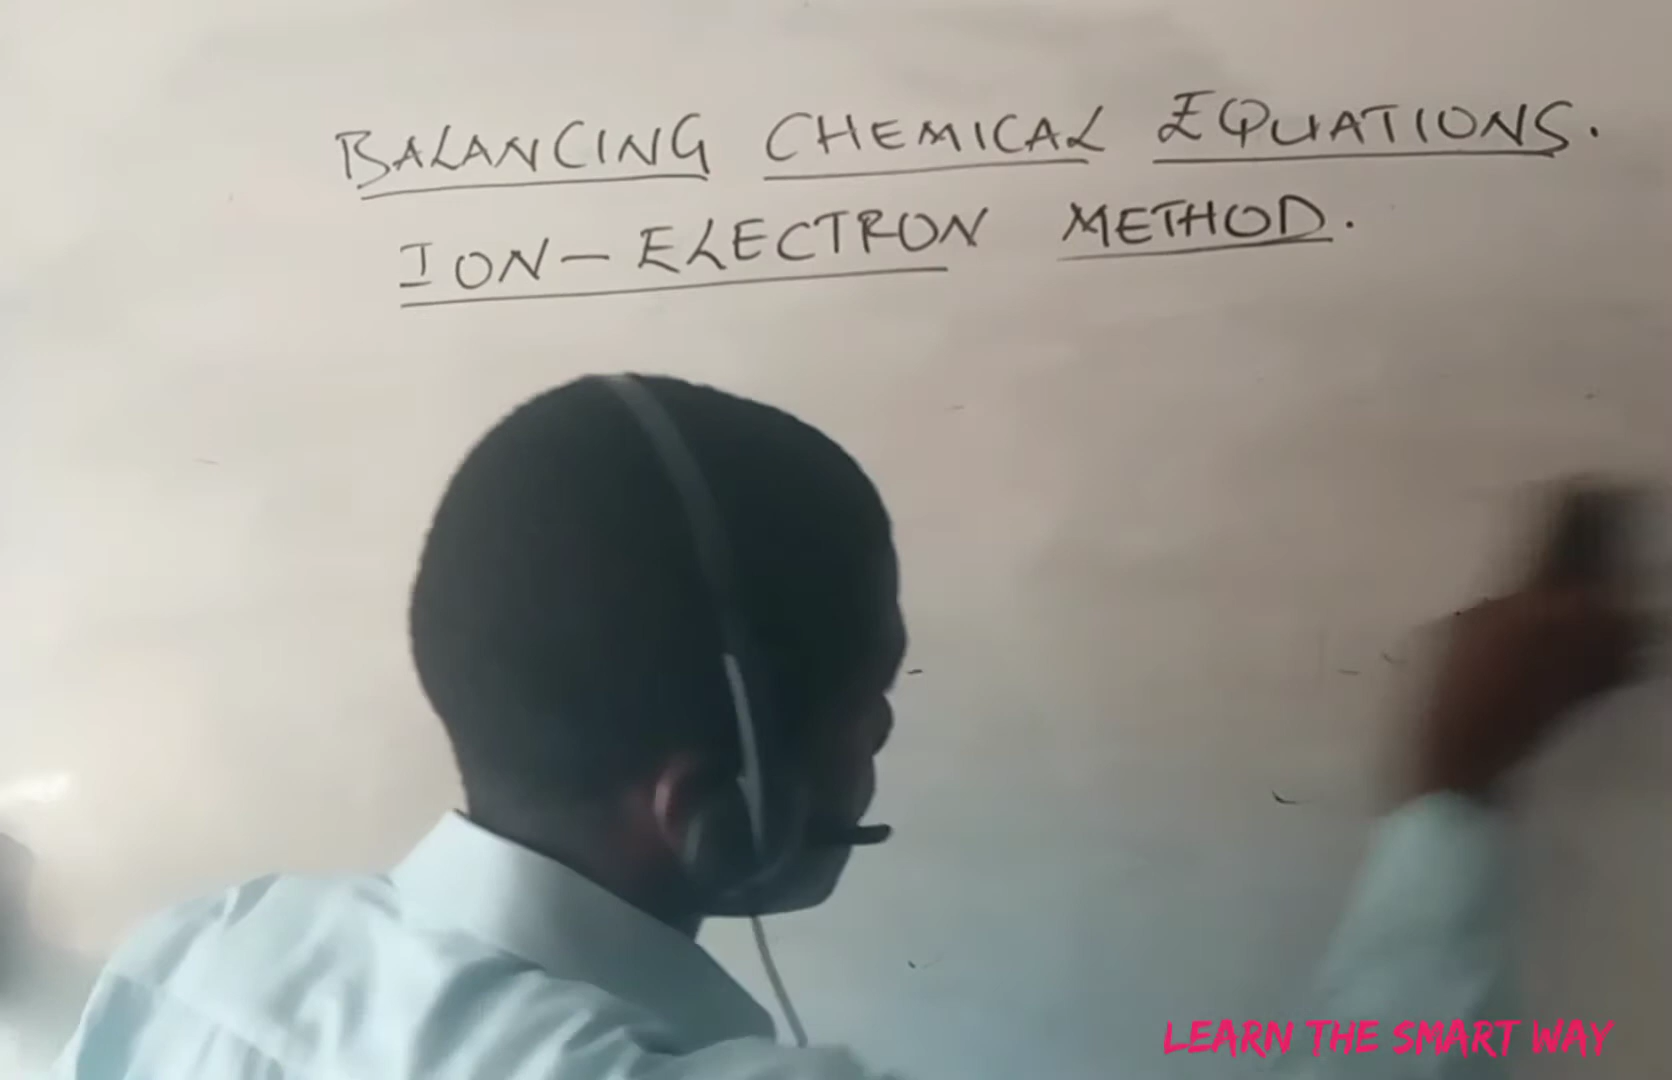 BALANCING CHEMICAL EQUATIONS.
ION-ELECTRON METHOD.
LEARN THE SMART WAY